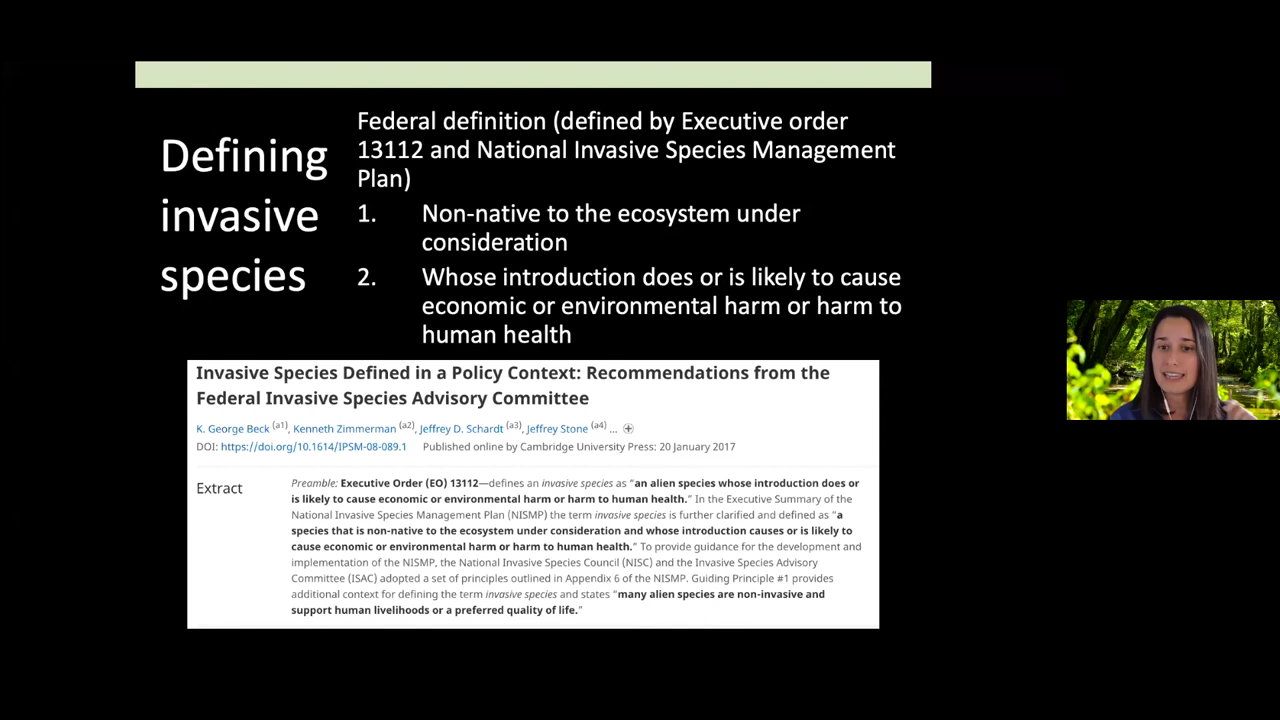 Defining
invasive
species
Federal definition (defined by Executive order
13112 and National Invasive Species Management
Plan)
1. Non-native to the ecosystem under
consideration
2. Whose introduction does or is likely to cause
economic or environmental harm or harm to
human health
Invasive Species Defined in a Policy Context: Recommendations from the
Federal Invasive Species Advisory Committee
K. George Beck (a1), Kenneth Zimmerman (a2), Jeffrey D. Schardt (a3), Jeffrey Stone (a4) ... ⊕
DOI: https://doi.org/10.1614/IPSM-08-089.1 Published online by Cambridge University Press: 20 January 2017
Extract
Preamble: Executive Order (EO) 13112—defines an invasive species as “an alien species whose introduction does or
is likely to cause economic or environmental harm or harm to human health.” In the Executive Summary of the
National Invasive Species Management Plan (NISMP) the term invasive species is further clarified and defined as “a
species that is non-native to the ecosystem under consideration and whose introduction causes or is likely to
cause economic or environmental harm or harm to human health.” To provide guidance for the development and
implementation of the NISMP, the National Invasive Species Council (NISC) and the Invasive Species Advisory
Committee (ISAC) adopted a set of principles outlined in Appendix 6 of the NISMP. Guiding Principle #1 provides
additional context for defining the term invasive species and states “many alien species are non-invasive and
support human livelihoods or a preferred quality of life.”